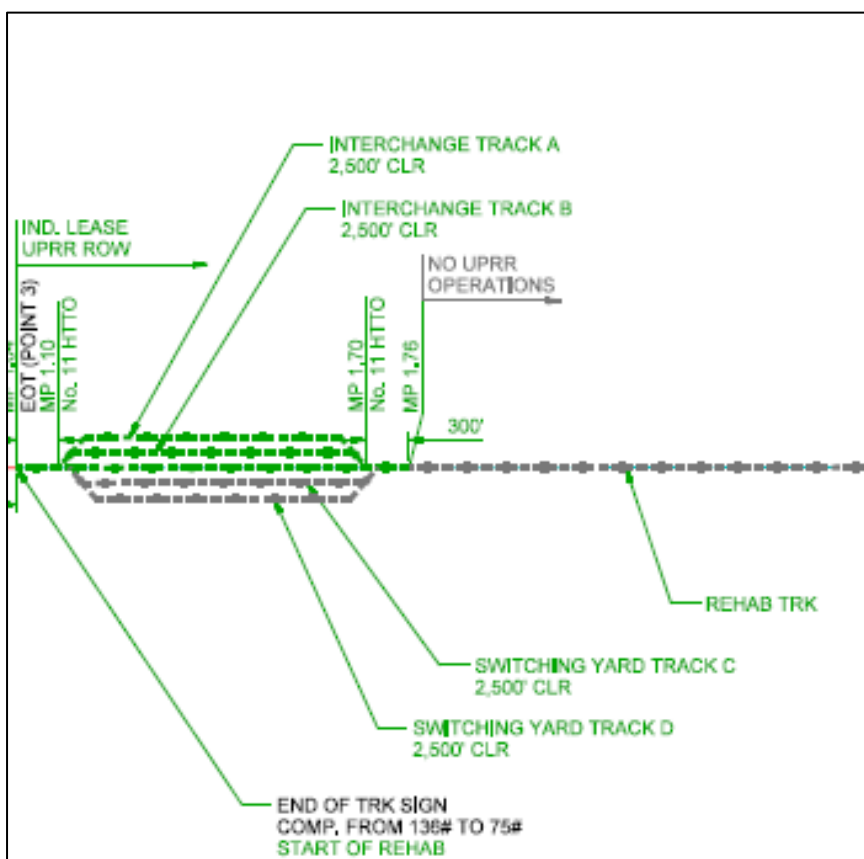 INTERCHANGE TRACK A
2,500' CLR
INTERCHANGE TRACK B
2,500' CLR
IND. LEASE
UPRR ROW
NO UPRR
OPERATIONS
EOT (POINT 3)
MP 1.10
No. 11 HTTO
MP 1.70
No. 11 HTTO
MP 1.76
300'
REHAB TRK
SWITCHING YARD TRACK C
2,500' CLR
SWITCHING YARD TRACK D
2,500' CLR
END OF TRK SIGN
COMP. FROM 136# TO 75#
START OF REHAB